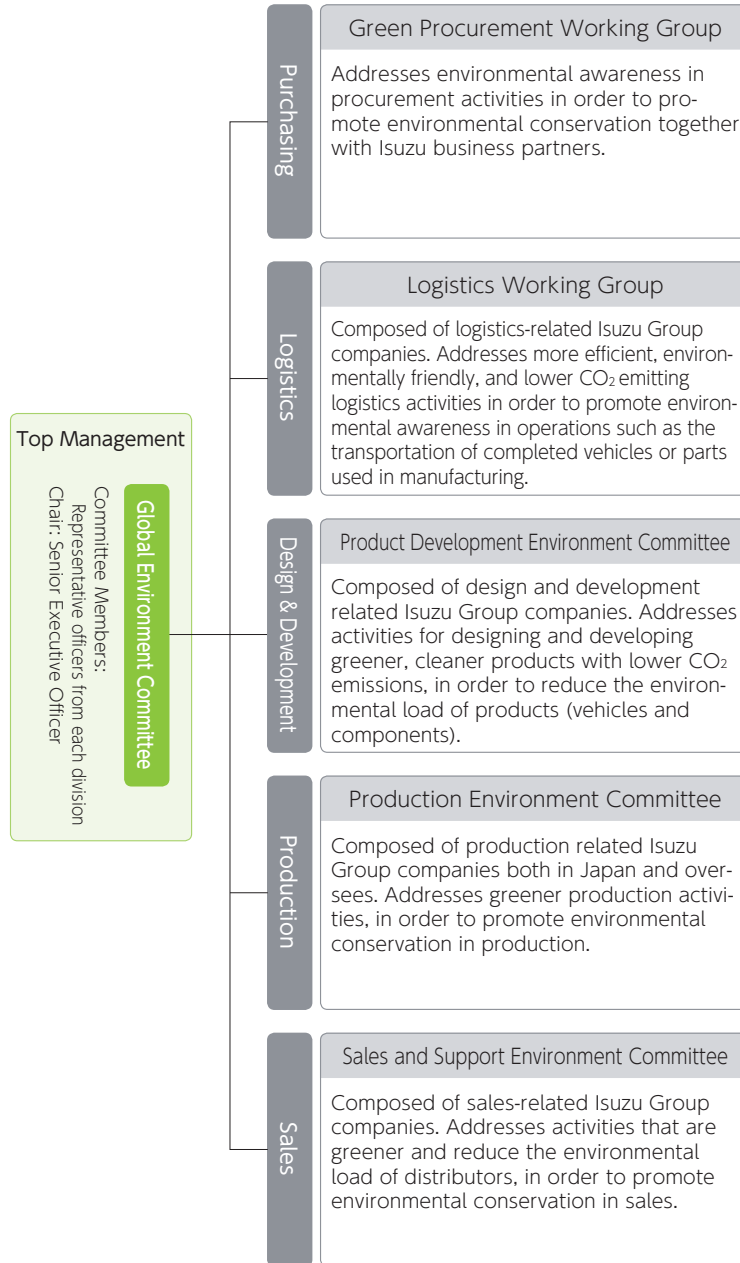 Top Management
Global Environment Committee
Committee Members:
Representative officers from each division
Chair: Senior Executive Officer
Purchasing
Green Procurement Working Group
Addresses environmental awareness in
procurement activities in order to pro-
mote environmental conservation together
with Isuzu business partners.
Logistics
Logistics Working Group
Composed of logistics-related Isuzu Group
companies. Addresses more efficient, environ-
mentally friendly, and lower CO₂ emitting
logistics activities in order to promote environ-
mental awareness in operations such as the
transportation of completed vehicles or parts
used in manufacturing.
Design & Development
Product Development Environment Committee
Composed of design and development
related Isuzu Group companies. Addresses
activities for designing and developing
greener, cleaner products with lower CO₂
emissions, in order to reduce the environ-
mental load of products (vehicles and
components).
Production
Production Environment Committee
Composed of production related Isuzu
Group companies both in Japan and over-
sees. Addresses greener production activi-
ties, in order to promote environmental
conservation in production.
Sales
Sales and Support Environment Committee
Composed of sales-related Isuzu Group
companies. Addresses activities that are
greener and reduce the environmental
load of distributors, in order to promote
environmental conservation in sales.